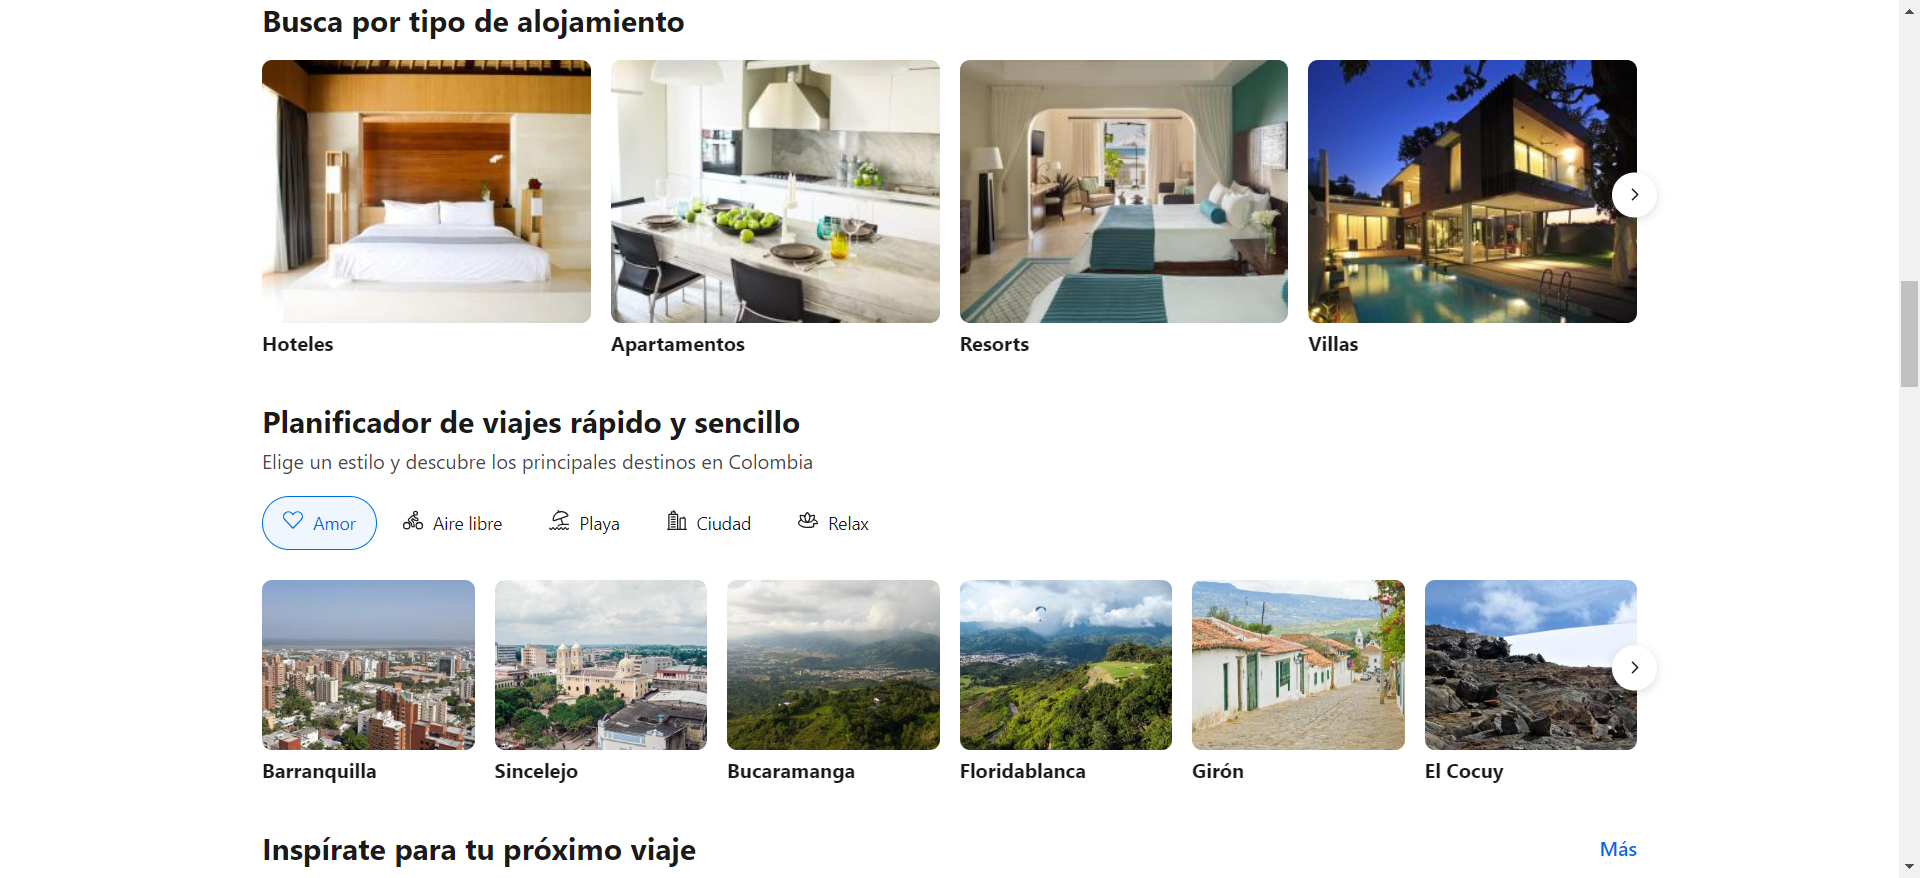 Busca por tipo de alojamiento
Hoteles
Apartamentos
Resorts
Villas
Planificador de viajes rápido y sencillo
Elige un estilo y descubre los principales destinos en Colombia
Amor
Aire libre
Playa
Ciudad
Relax
Barranquilla
Sincelejo
Bucaramanga
Floridablanca
Girón
El Cocuy
Inspírate para tu próximo viaje
Más